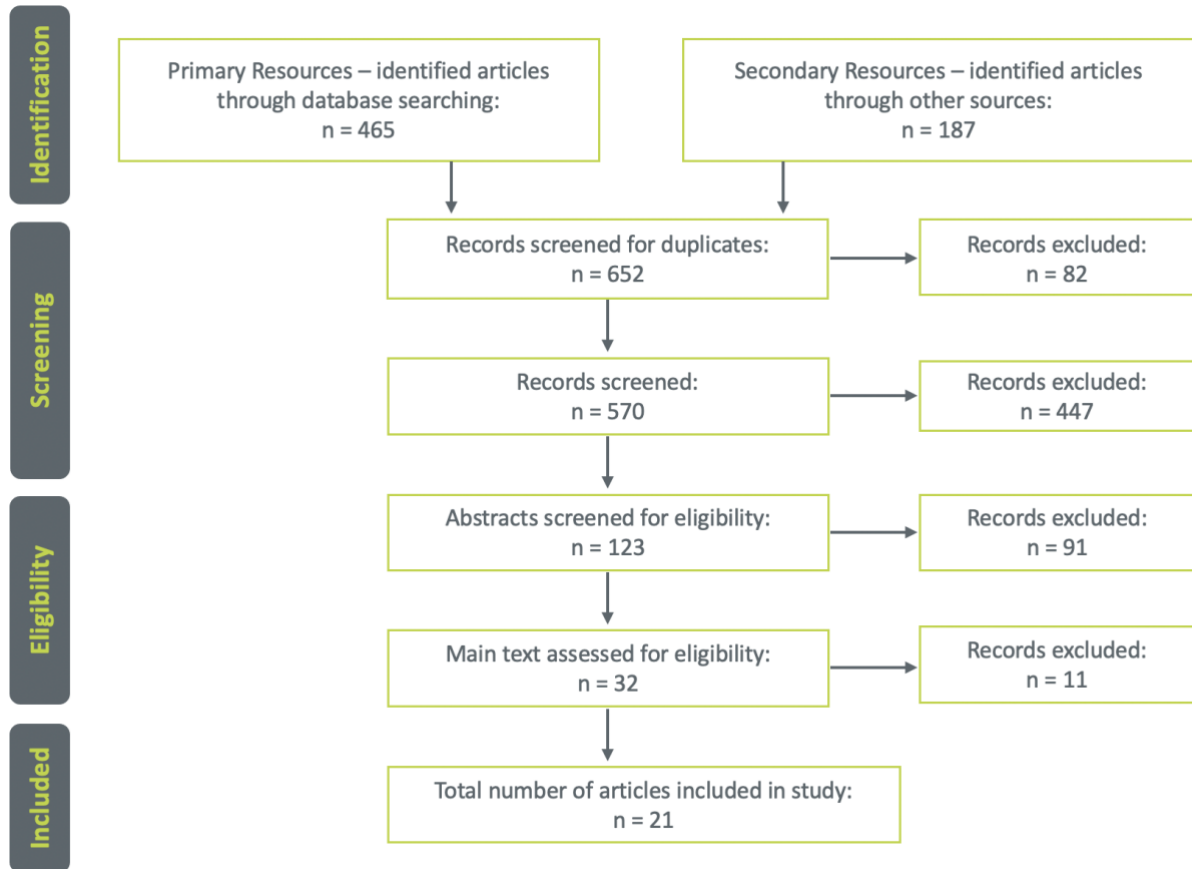 Identification
Primary Resources – identified articles
through database searching:
n = 465
Secondary Resources – identified articles
through other sources:
n = 187
Screening
Records screened for duplicates:
n = 652
Records excluded:
n = 82
Records screened:
n = 570
Records excluded:
n = 447
Eligibility
Abstracts screened for eligibility:
n = 123
Records excluded:
n = 91
Main text assessed for eligibility:
n = 32
Records excluded:
n = 11
Included
Total number of articles included in study:
n = 21